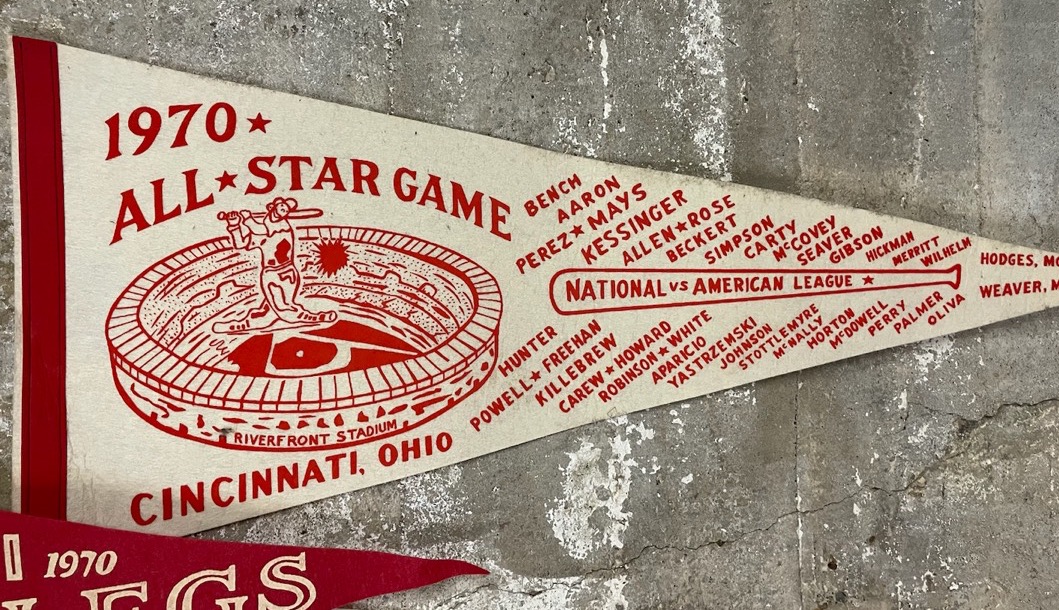 1970★
ALL★STAR GAME
RIVERFRONT STADIUM
CINCINNATI, OHIO
BENCH
AARON
PEREZ★MAYS
KESSINGER
ALLEN★ROSE
BECKERT
SIMPSON
CARTY
McCOVEY
SEAVER
GIBSON
HICKMAN
MERRITT
WILHELM
HODGES,
NATIONAL VS AMERICAN LEAGUE ★
WEAVER,
HUNTER
POWELL★FREEHAN
KILLEBREW
CAREW★HOWARD
ROBINSON★WHITE
APARICIO
YASTRZEMSKI
JOHNSON
STOTTLEMYRE
McNALLY
HORTON
McDOWELL
PERRY
PALMER
OLIVA
1970
LEGS